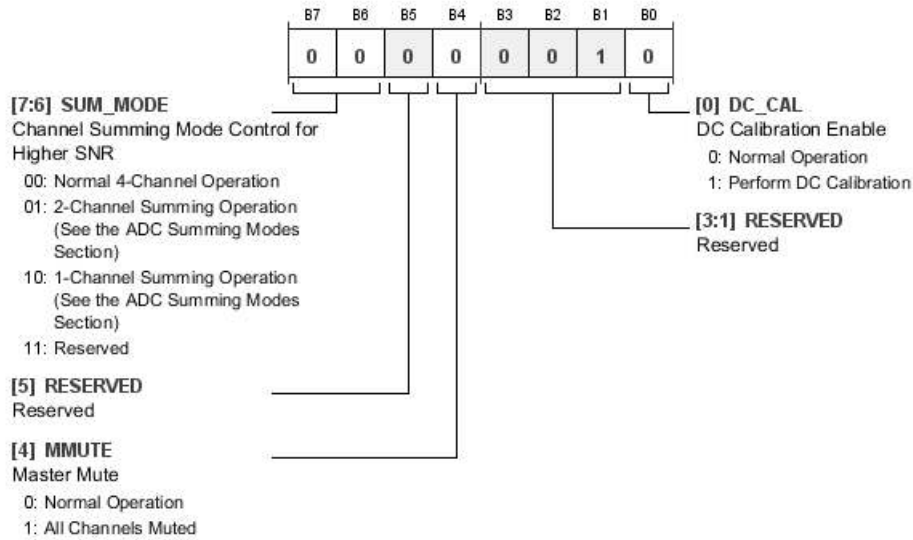 B7 B6 B5 B4 B3 B2 B1 B0
0 0 0 0 0 0 1 0
[7:6] SUM_MODE
Channel Summing Mode Control for
Higher SNR
00: Normal 4-Channel Operation
01: 2-Channel Summing Operation
(See the ADC Summing Modes
Section)
10: 1-Channel Summing Operation
(See the ADC Summing Modes
Section)
11: Reserved
[5] RESERVED
Reserved
[4] MMUTE
Master Mute
0: Normal Operation
1: All Channels Muted
[0] DC_CAL
DC Calibration Enable
0: Normal Operation
1: Perform DC Calibration
[3:1] RESERVED
Reserved